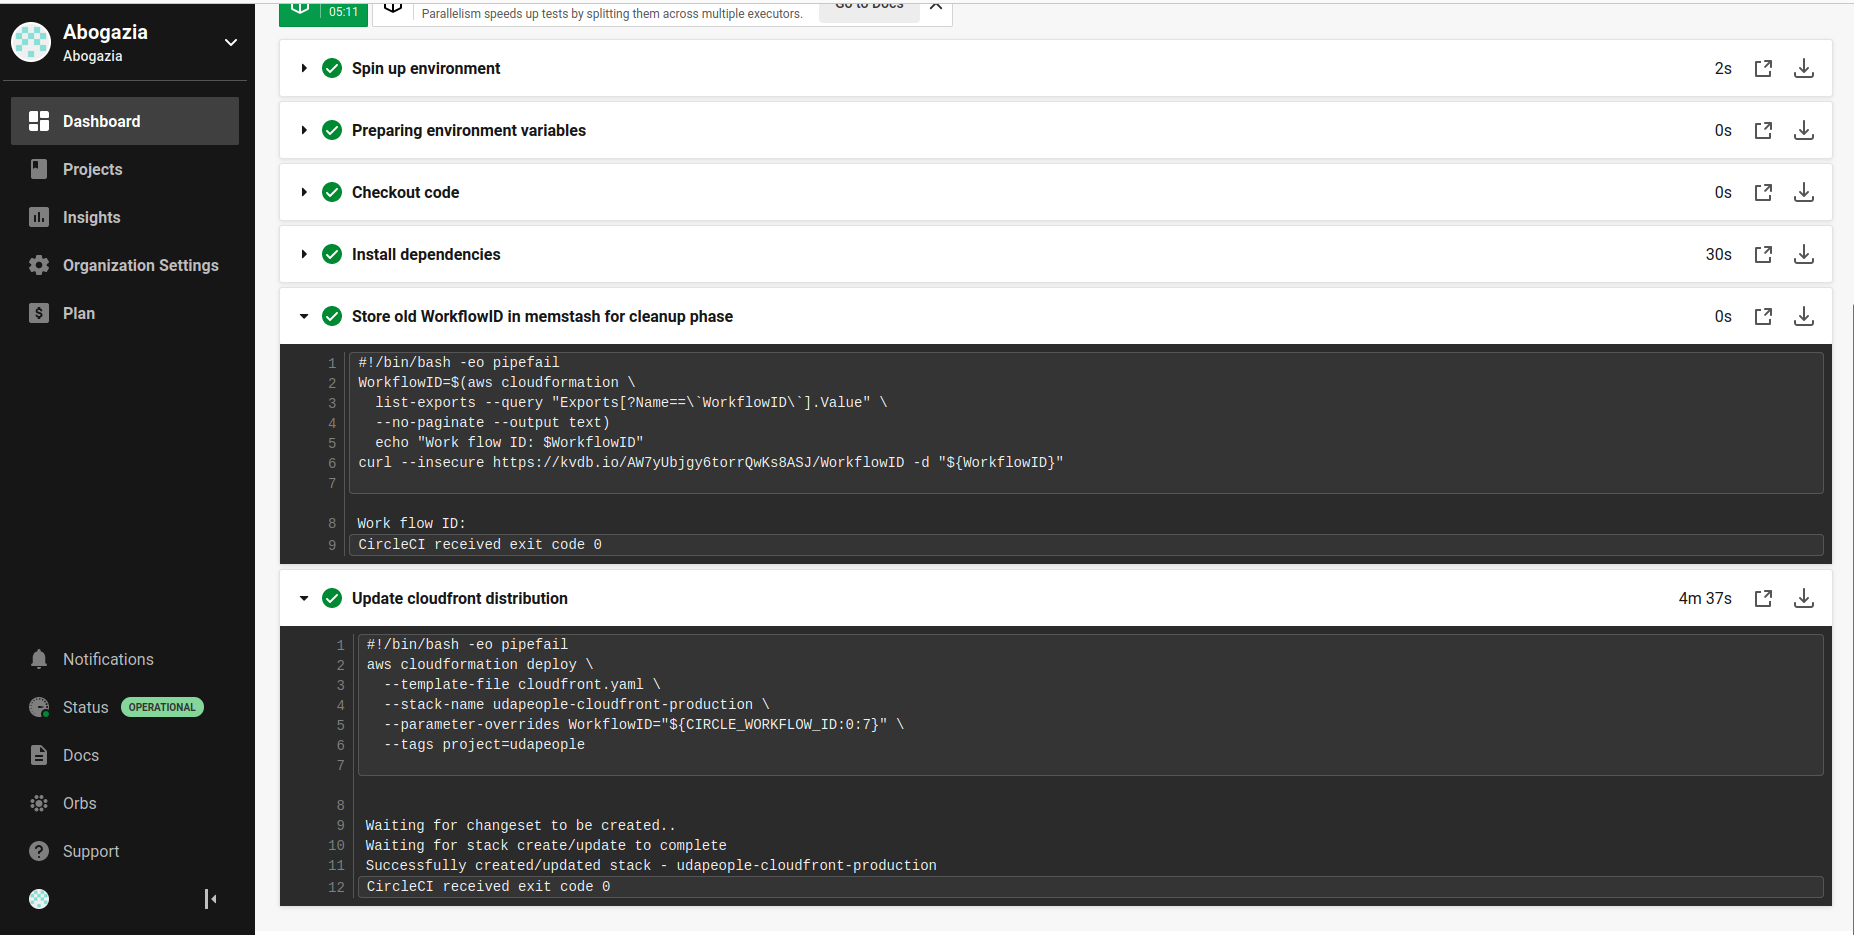 Abogazia
Abogazia
Dashboard
Projects
Insights
Organization Settings
Plan
Notifications
Status OPERATIONAL
Docs
Orbs
Support
05:11
Parallelism speeds up tests by splitting them across multiple executors.
Go to Docs
Spin up environment 2s
Preparing environment variables 0s
Checkout code 0s
Install dependencies 30s
Store old WorkflowID in memstash for cleanup phase 0s
1 #!/bin/bash -eo pipefail
2 WorkflowID=$(aws cloudformation \
3 list-exports --query "Exports[?Name==\`WorkflowID\`].Value" \
4 --no-paginate --output text)
5 echo "Work flow ID: $WorkflowID"
6 curl --insecure https://kvdb.io/AW7yUbjgy6torrQwKs8ASJ/WorkflowID -d "${WorkflowID}"
7
8 Work flow ID:
9 CircleCI received exit code 0
Update cloudfront distribution 4m 37s
1 #!/bin/bash -eo pipefail
2 aws cloudformation deploy \
3 --template-file cloudfront.yaml \
4 --stack-name udapeople-cloudfront-production \
5 --parameter-overrides WorkflowID="${CIRCLE_WORKFLOW_ID:0:7}" \
6 --tags project=udapeople
7
8
9 Waiting for changeset to be created..
10 Waiting for stack create/update to complete
11 Successfully created/updated stack - udapeople-cloudfront-production
12 CircleCI received exit code 0